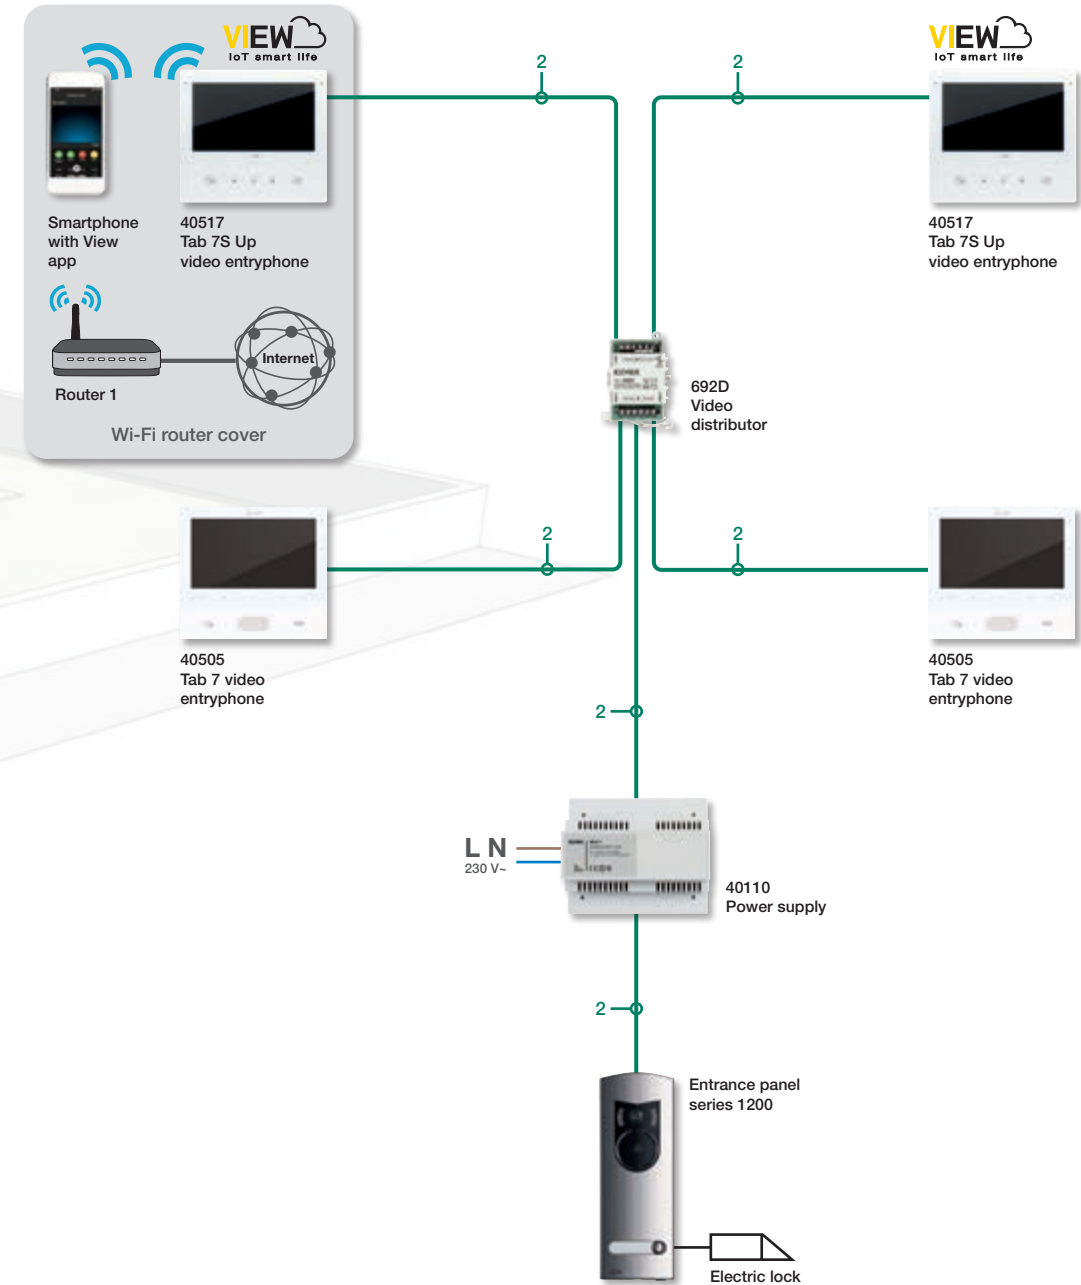 VIEW
IoT smart life
VIEW
IoT smart life
2
2
Smartphone
with View
app
40517
Tab 7S Up
video entryphone
40517
Tab 7S Up
video entryphone
Internet
Router 1
Wi-Fi router cover
692D
Video
distributor
2
2
40505
Tab 7 video
entryphone
40505
Tab 7 video
entryphone
2
L N
230 V~
40110
Power supply
2
Entrance panel
series 1200
Electric lock